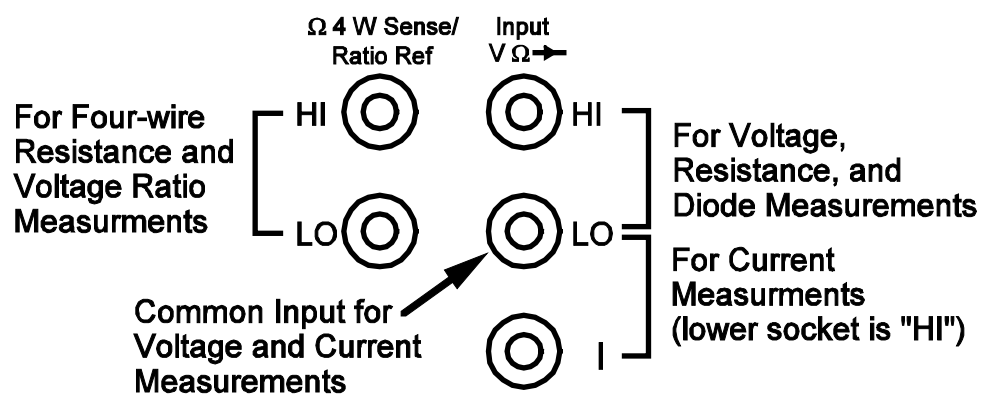 Ω 4 W Sense/
Ratio Ref
Input
V Ω
For Four-wire
Resistance and
Voltage Ratio
Measurments
HI
LO
HI
LO
I
For Voltage,
Resistance, and
Diode Measurements
For Current
Measurments
(lower socket is "HI")
Common Input for
Voltage and Current
Measurements